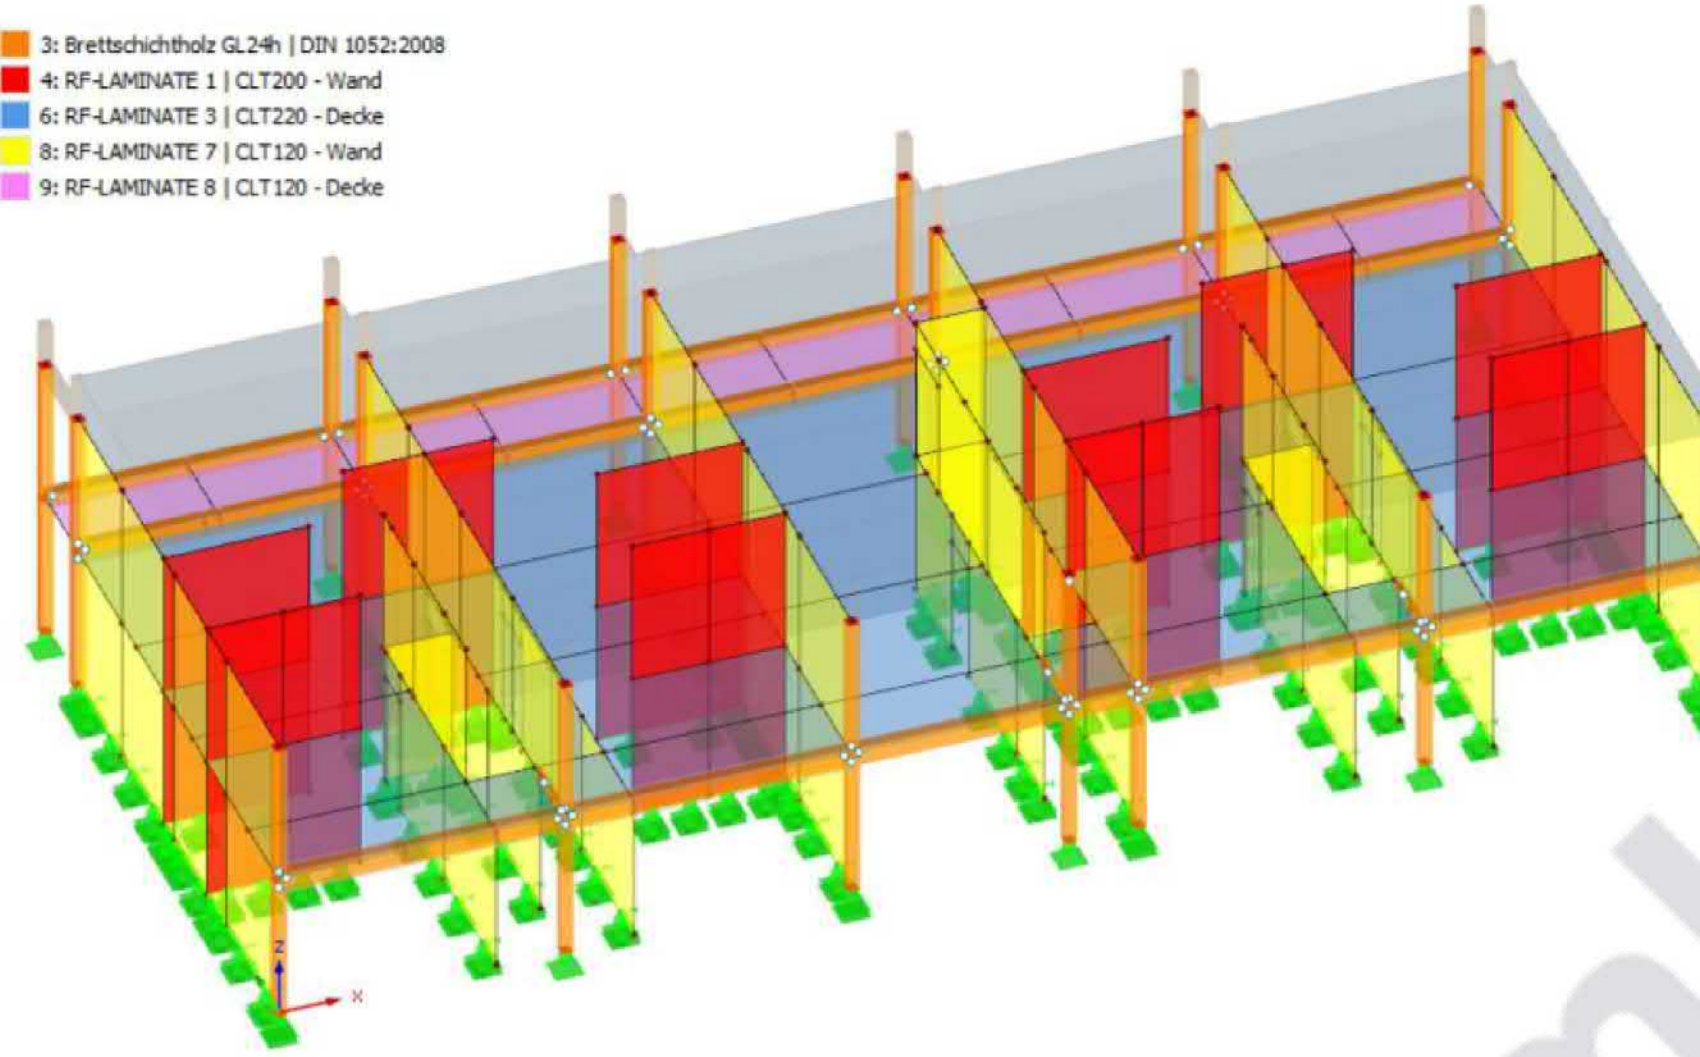 3: Brettschichtholz GL24h | DIN 1052:2008
4: RF-LAMINATE 1 | CLT200 - Wand
6: RF-LAMINATE 3 | CLT220 - Decke
8: RF-LAMINATE 7 | CLT120 - Wand
9: RF-LAMINATE 8 | CLT120 - Decke
Z
X